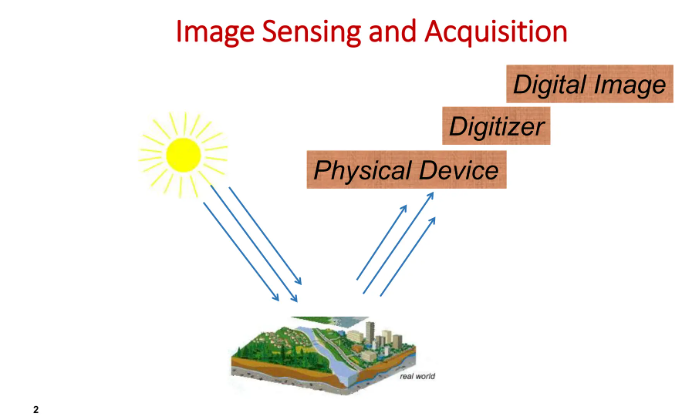 Image Sensing and Acquisition
Digital Image
Digitizer
Physical Device
real world
2